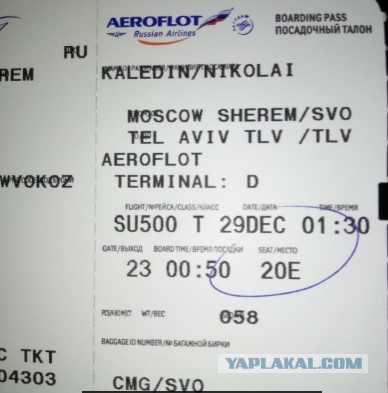 AEROFLOT
Russian Airlines
BOARDING PASS
ПОСАДОЧНЫЙ ТАЛОН
RU
REM
KALEDIN/NIKOLAI
MOSCOW SHEREM/SVO
TEL AVIV TLV /TLV
AEROFLOT
WVOKOZ
TERMINAL: D
FLIGHT/№РЕЙСА/CLASS/КЛАСС DATE/ДАТА TIME/ВРЕМЯ
SU500 T 29DEC 01:30
GATE/ВЫХОД BOARD TIME/ВРЕМЯ ПОСАДКИ SEAT/МЕСТО
23 00:50 20E
WT/ВЕС
058
BAGGAGE ID NUMBER/№ БАГАЖНОЙ БИРКИ
C TKT
04303
CMG/SVO
YAPLAKAL.COM